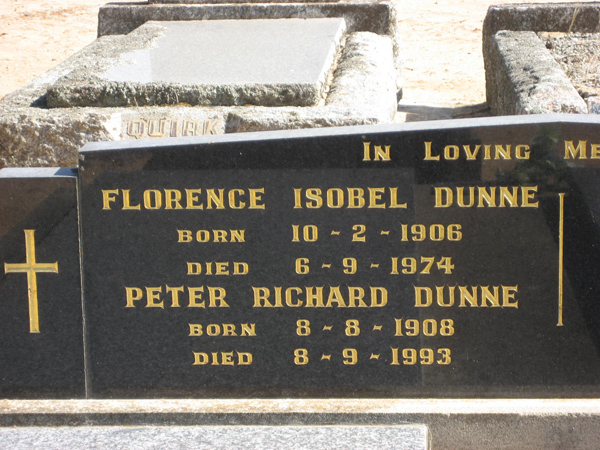 QUIRK
IN LOVING ME
FLORENCE ISOBEL DUNNE
BORN 10 - 2 - 1906
DIED 6 - 9 - 1974
PETER RICHARD DUNNE
BORN 8 - 8 - 1908
DIED 8 - 9 - 1993